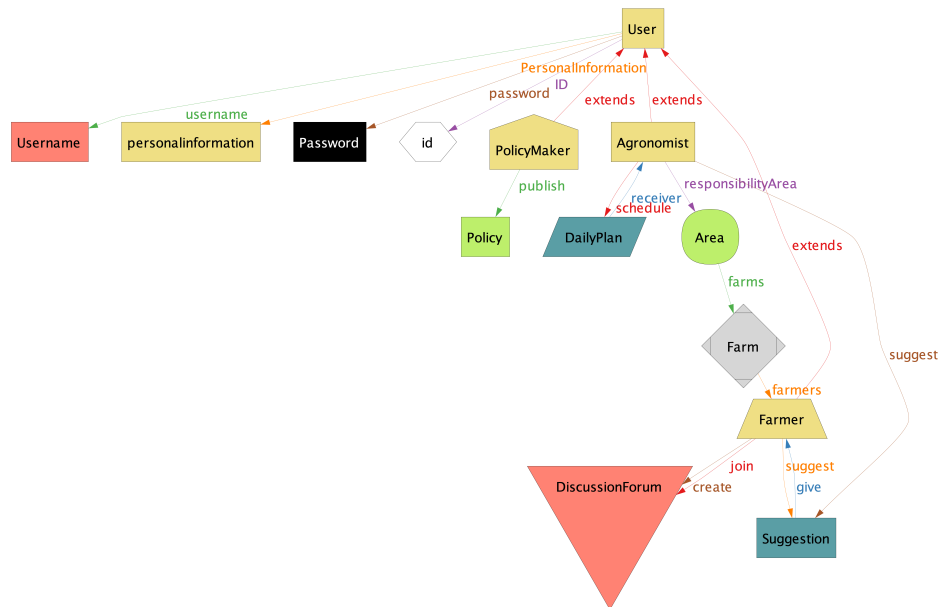 User
PersonalInformation
ID
password
extends
extends
username
Username
personalinformation
Password
id
PolicyMaker
Agronomist
publish
responsibilityArea
receiver
schedule
Policy
DailyPlan
Area
extends
farms
Farm
suggest
farmers
Farmer
join
suggest
DiscussionForum
create
give
Suggestion